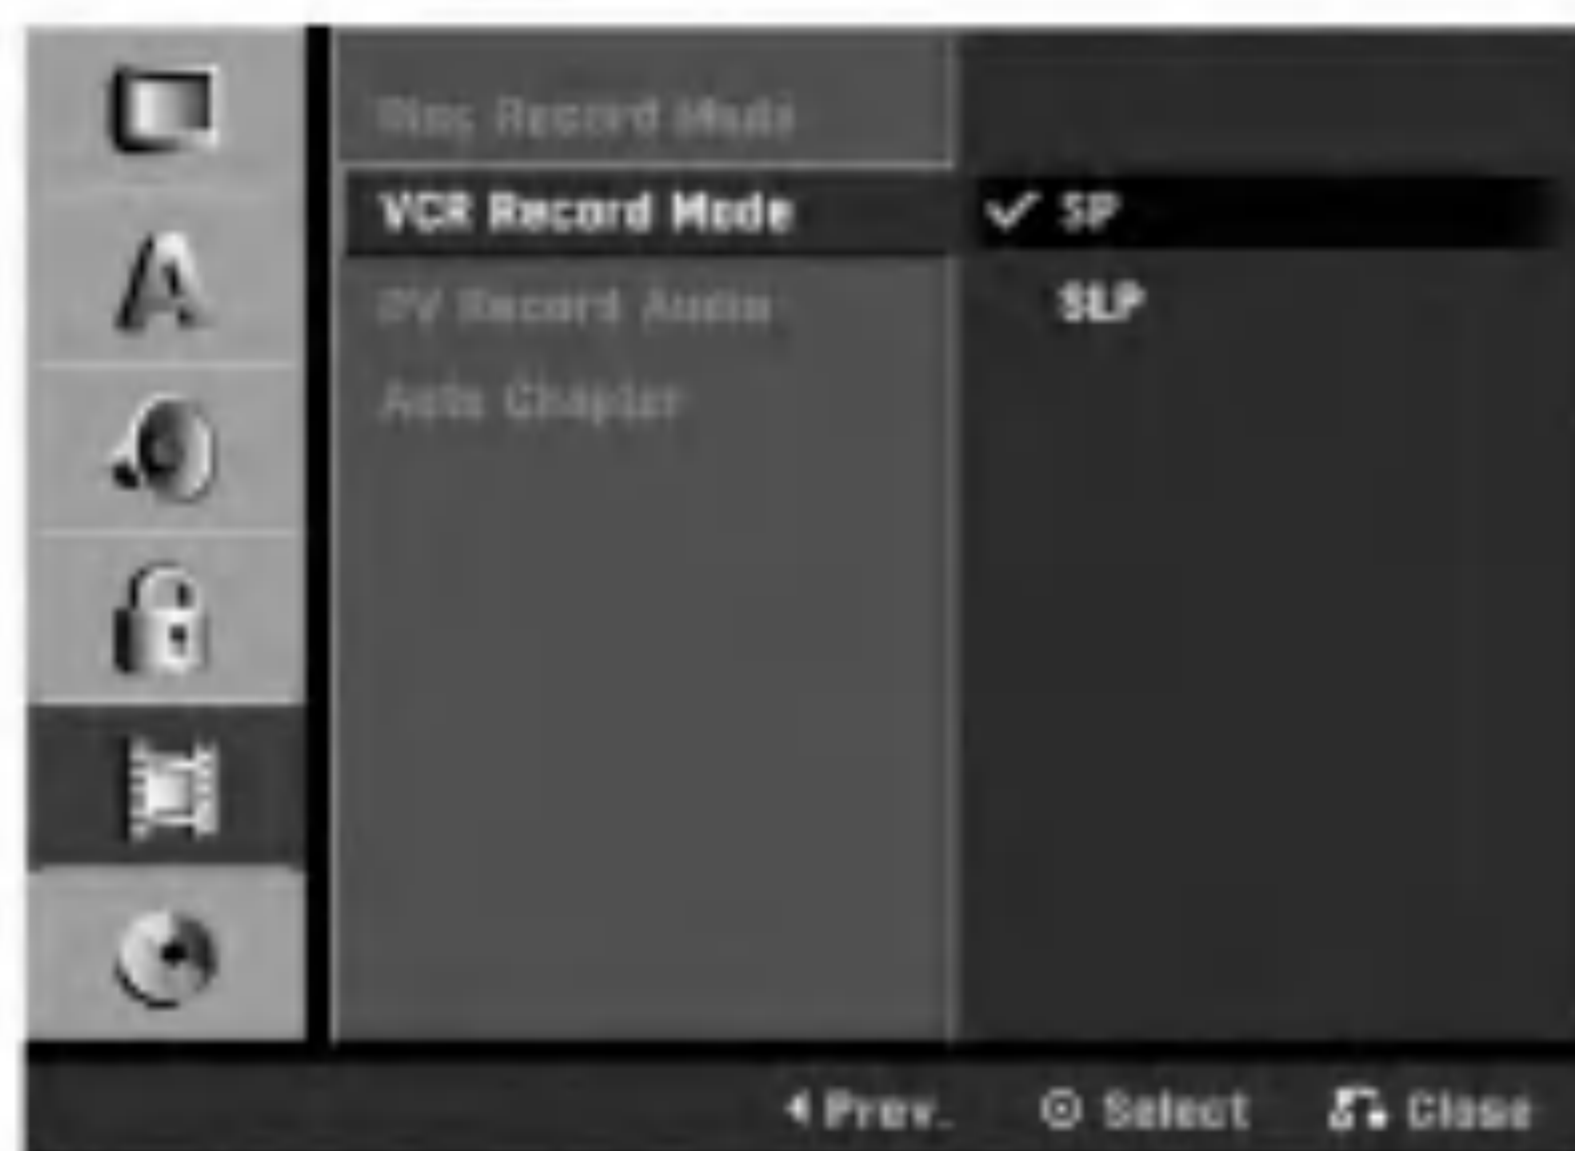 Disc Record Mode
VCR Record Mode
✓ SP
SLP
DV Record Audio
Auto Chapter
Prev. Select Close